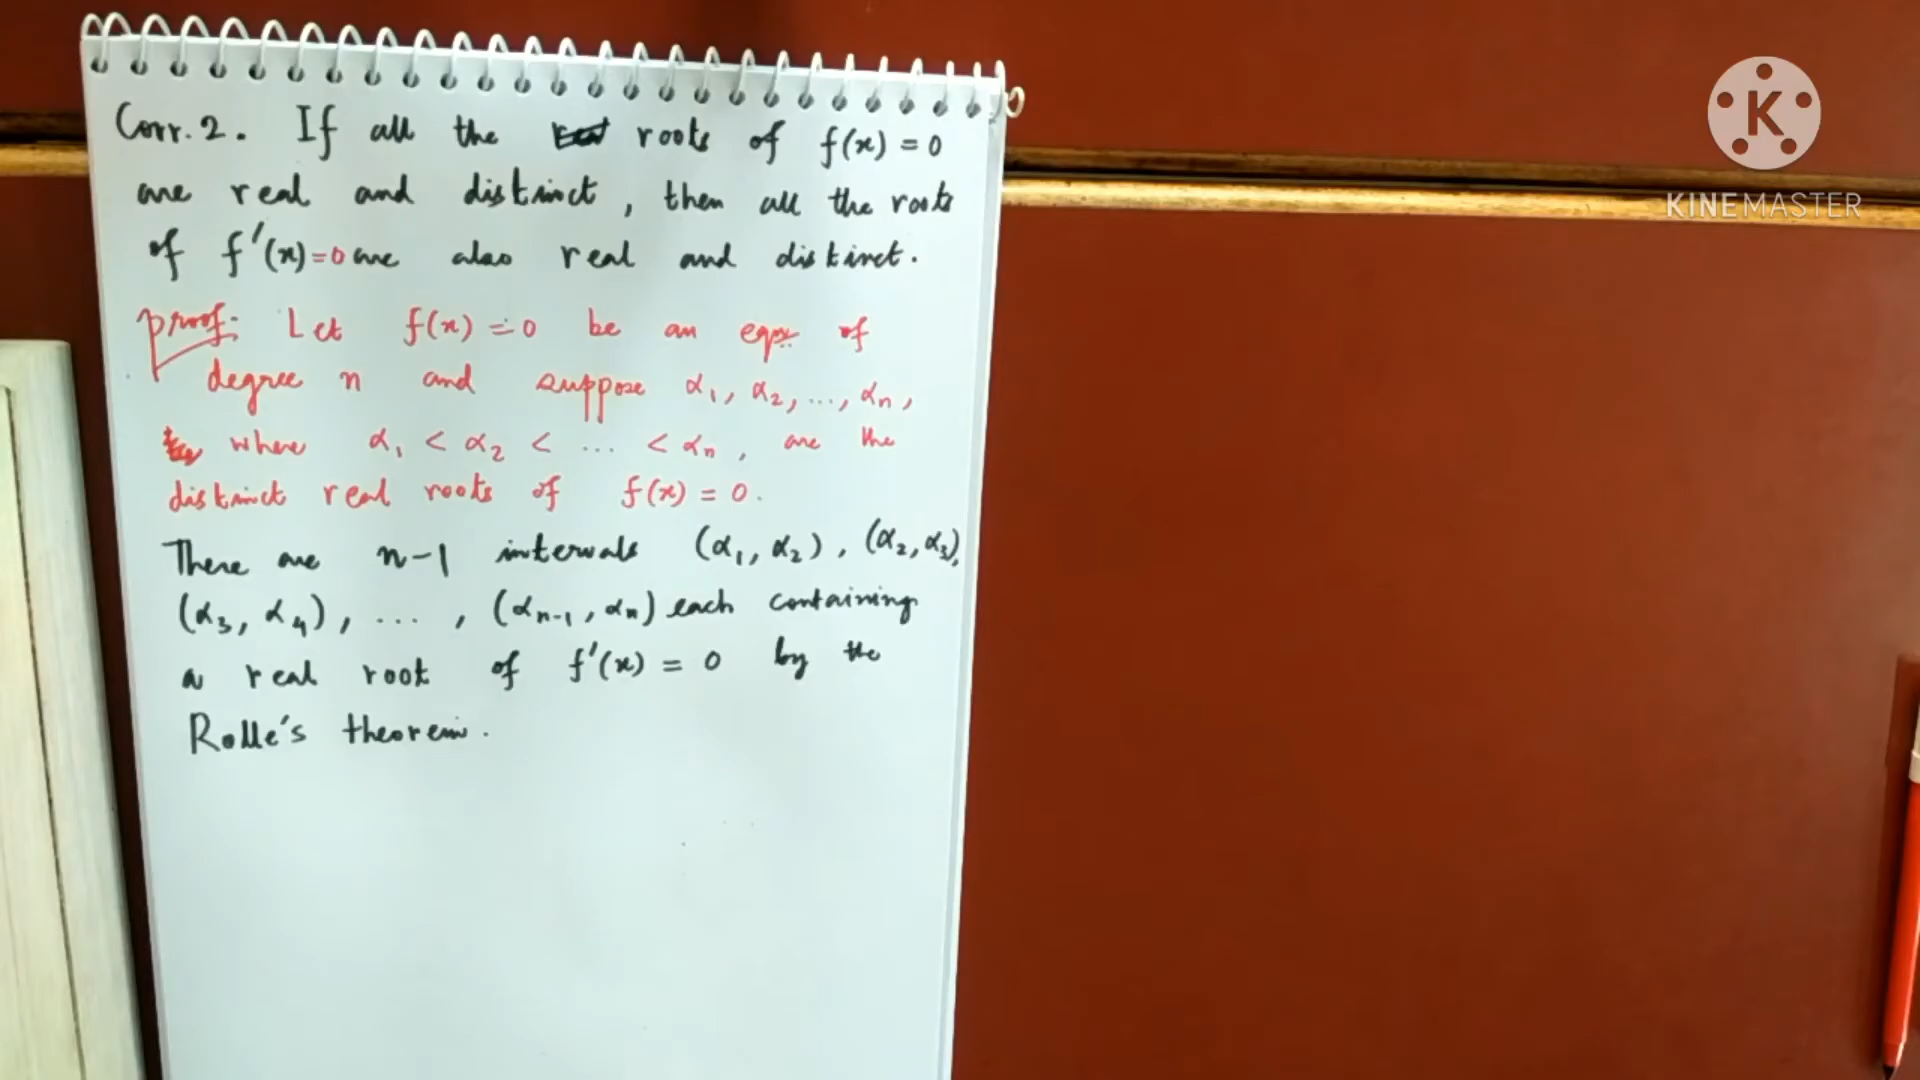 Corr. 2. If all the roots of f(x) = 0
are real and distinct, then all the roots
of f'(x) = 0 are also real and distinct.
Proof: Let f(x) = 0 be an eqn. of
degree n and suppose α₁, α₂, ..., αₙ,
where α₁ < α₂ < ... < αₙ, are the
distinct real roots of f(x) = 0.
There are n-1 intervals (α₁, α₂), (α₂, α₃),
(α₃, α₄), ..., (αₙ₋₁, αₙ) each containing
a real root of f'(x) = 0 by the
Rolle's theorem.
K
KINEMASTER